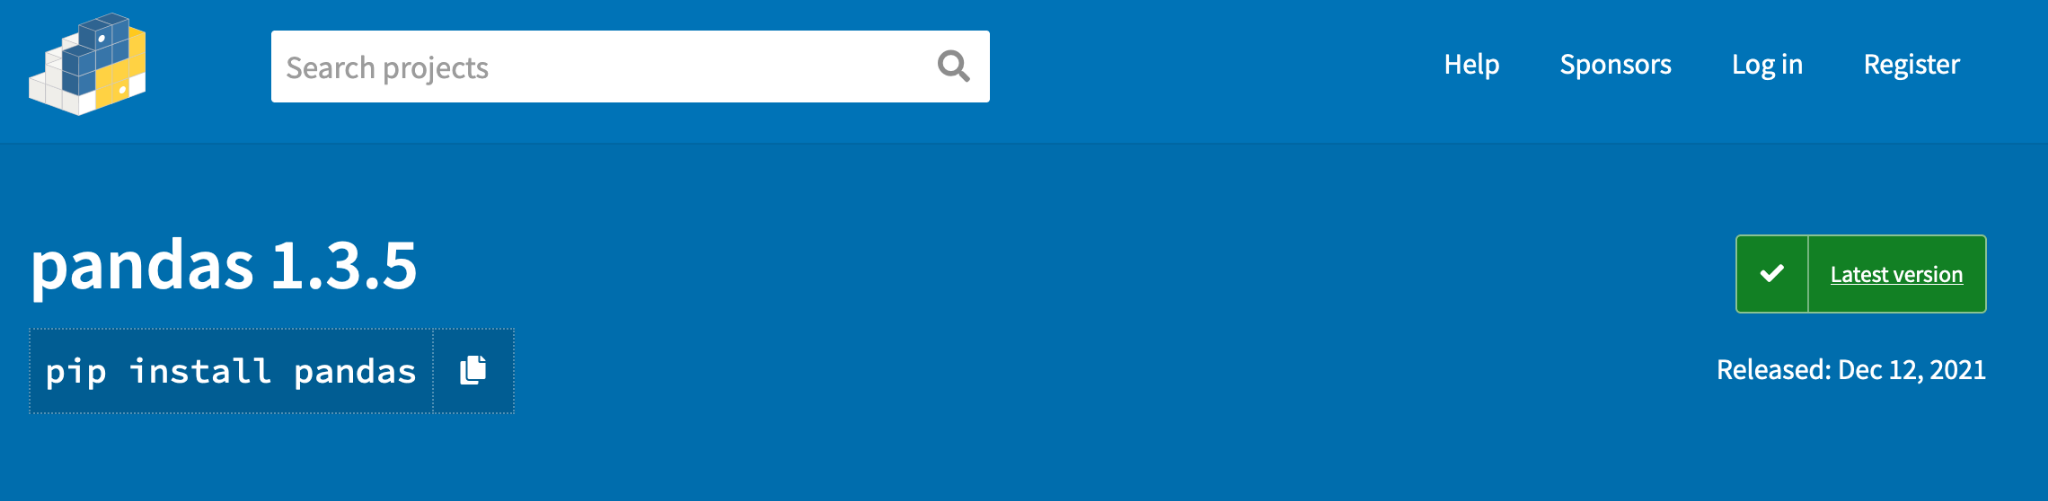 Search projects
Help Sponsors Log in Register
pandas 1.3.5
Latest version
pip install pandas
Released: Dec 12, 2021